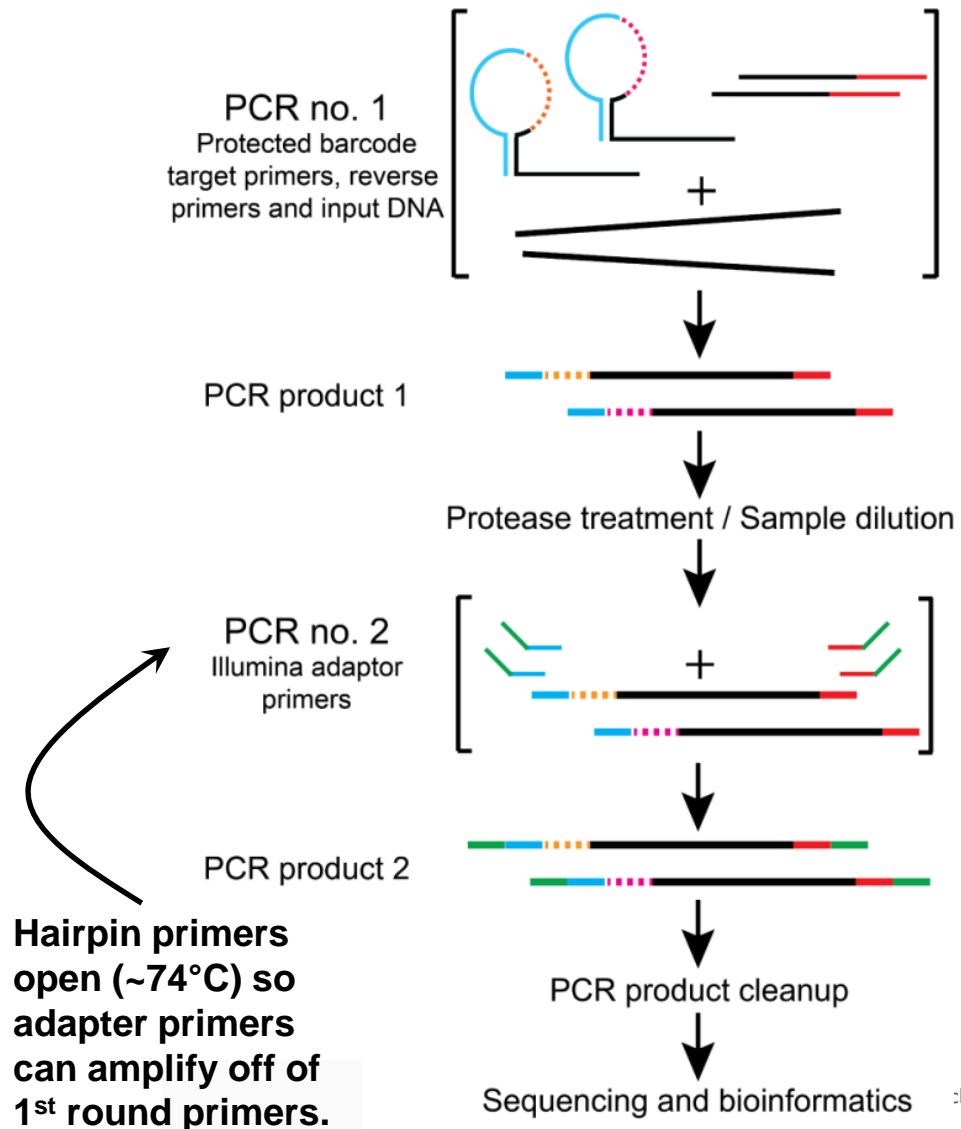 PCR no. 1
Protected barcode
target primers, reverse
primers and input DNA
+
PCR product 1
Protease treatment / Sample dilution
PCR no. 2
Illumina adaptor
primers
+
PCR product 2
Hairpin primers
open (~74°C) so
adapter primers
can amplify off of
1st round primers.
PCR product cleanup
Sequencing and bioinformatics